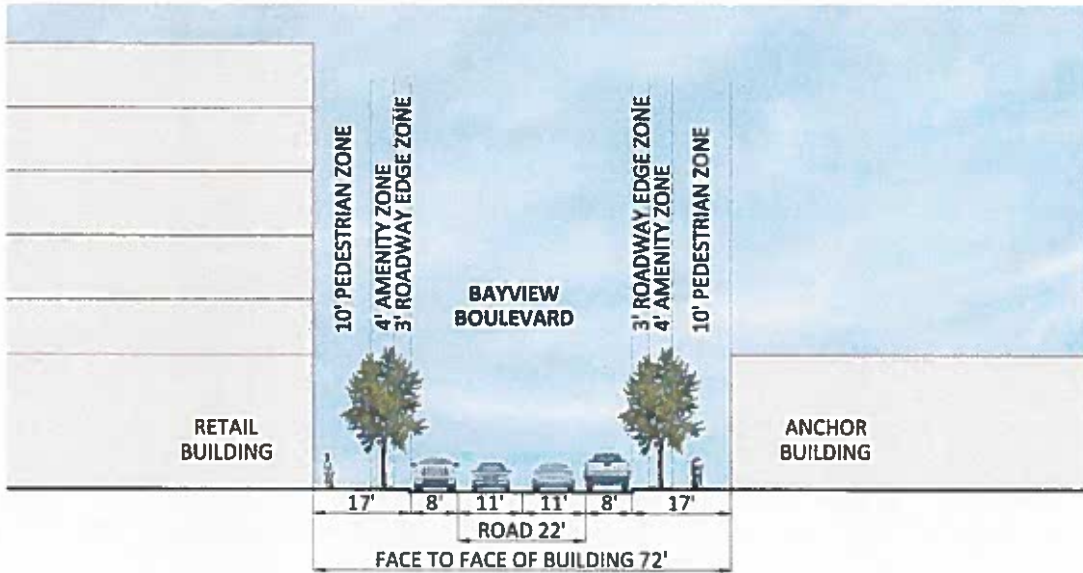 10' PEDESTRIAN ZONE
4' AMENITY ZONE
3' ROADWAY EDGE ZONE
BAYVIEW
BOULEVARD
3' ROADWAY EDGE ZONE
4' AMENITY ZONE
10' PEDESTRIAN ZONE
RETAIL
BUILDING
ANCHOR
BUILDING
17' 8' 11' 11' 8' 17'
ROAD 22'
FACE TO FACE OF BUILDING 72'